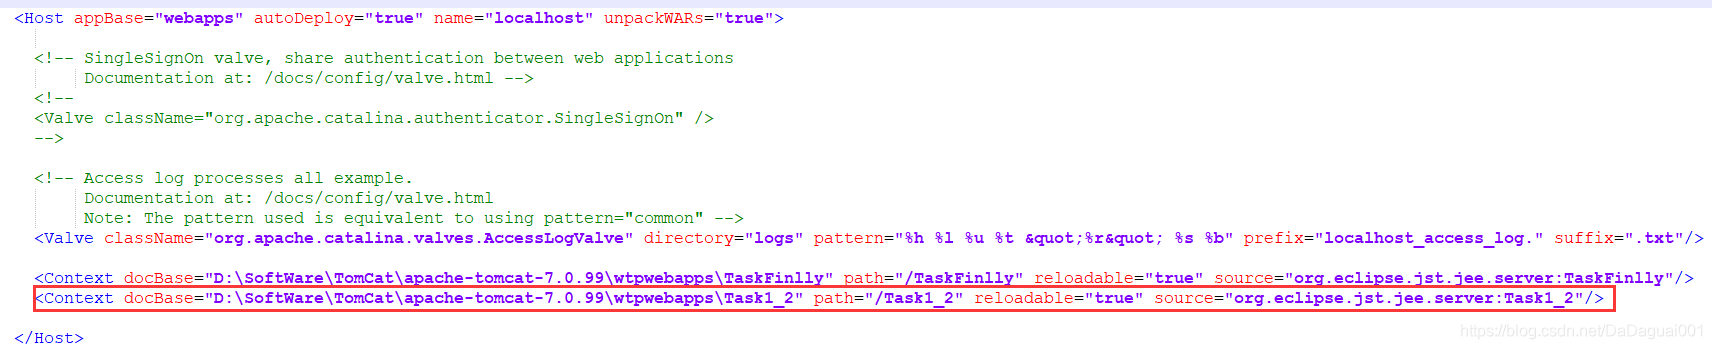 <Host appBase="webapps" autoDeploy="true" name="localhost" unpackWARs="true">
<!-- SingleSignOn valve, share authentication between web applications
Documentation at: /docs/config/valve.html -->
<!--
<Valve className="org.apache.catalina.authenticator.SingleSignOn" />
-->
<!-- Access log processes all example.
Documentation at: /docs/config/valve.html
Note: The pattern used is equivalent to using pattern="common" -->
<Valve className="org.apache.catalina.valves.AccessLogValve" directory="logs" pattern="%h %l %u %t &quot;%r&quot; %s %b" prefix="localhost_access_log." suffix=".txt"/>
<Context docBase="D:\SoftWare\TomCat\apache-tomcat-7.0.99\wtpwebapps\TaskFinlly" path="/TaskFinlly" reloadable="true" source="org.eclipse.jst.jee.server:TaskFinlly"/>
<Context docBase="D:\SoftWare\TomCat\apache-tomcat-7.0.99\wtpwebapps\Task1_2" path="/Task1_2" reloadable="true" source="org.eclipse.jst.jee.server:Task1_2"/>
</Host>
https://blog.csdn.net/DaDaguai001